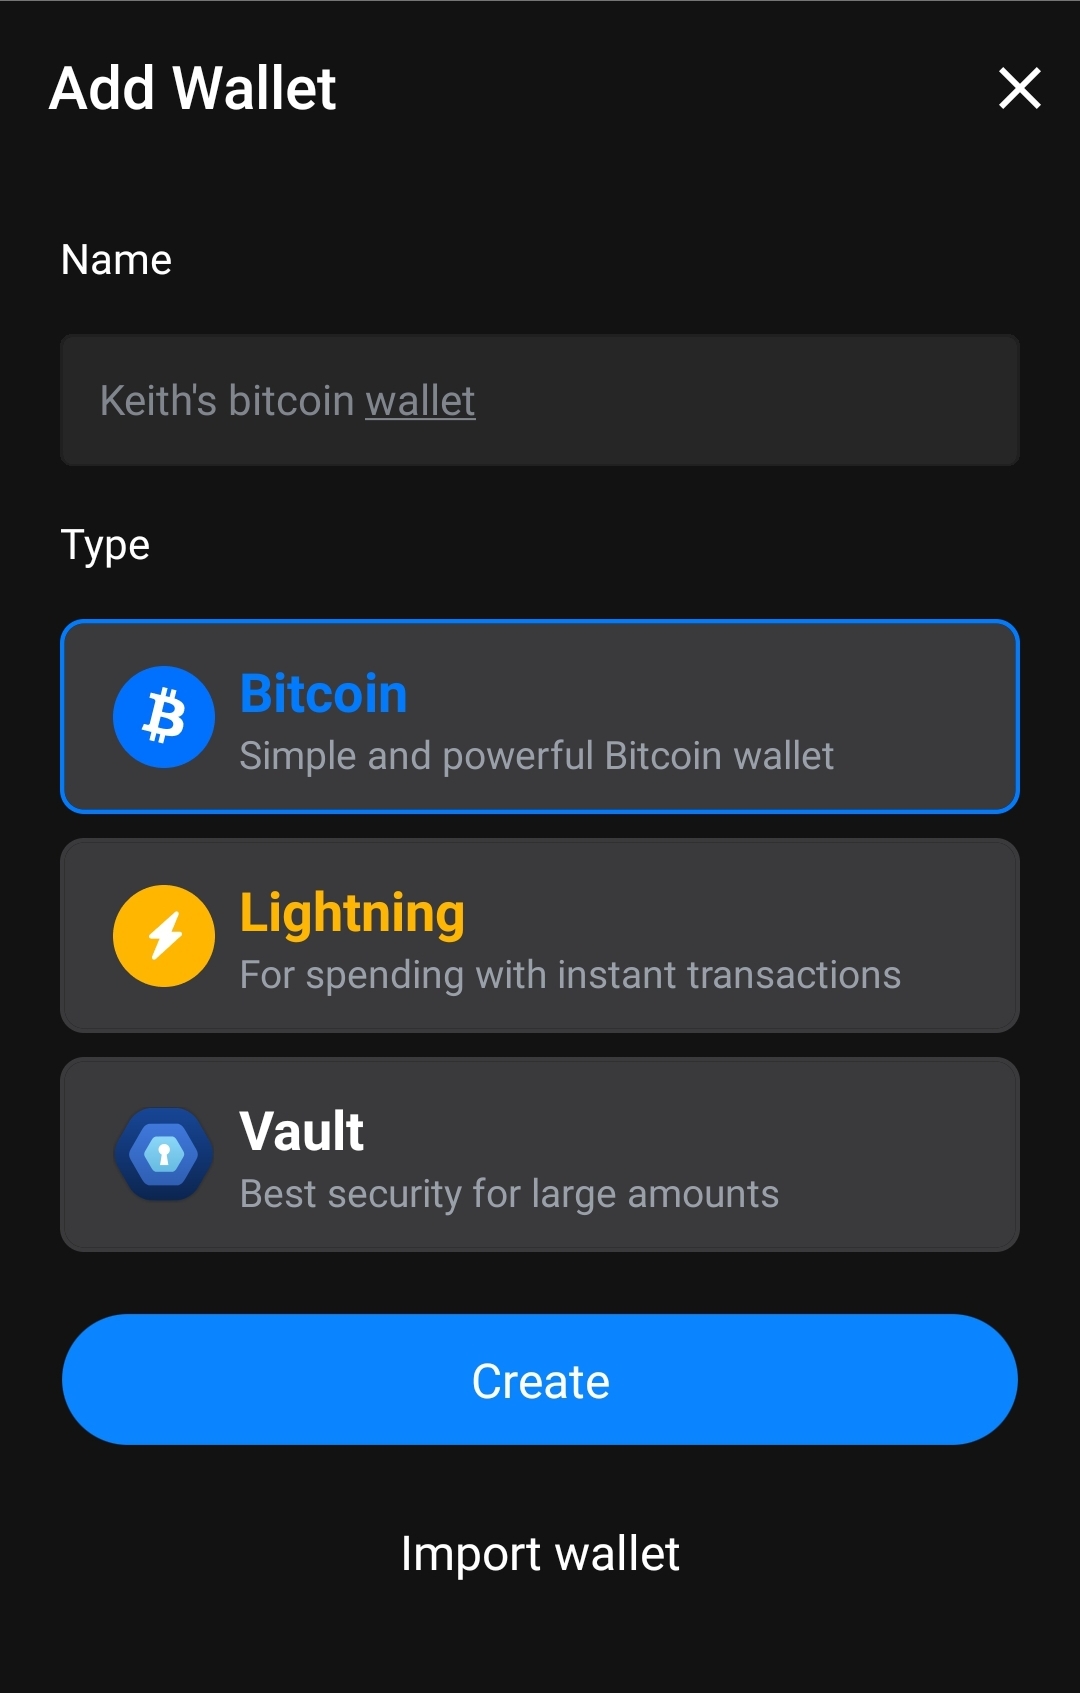 Add Wallet
Name
Keith's bitcoin wallet
Type
Bitcoin
Simple and powerful Bitcoin wallet
Lightning
For spending with instant transactions
Vault
Best security for large amounts
Create
Import wallet